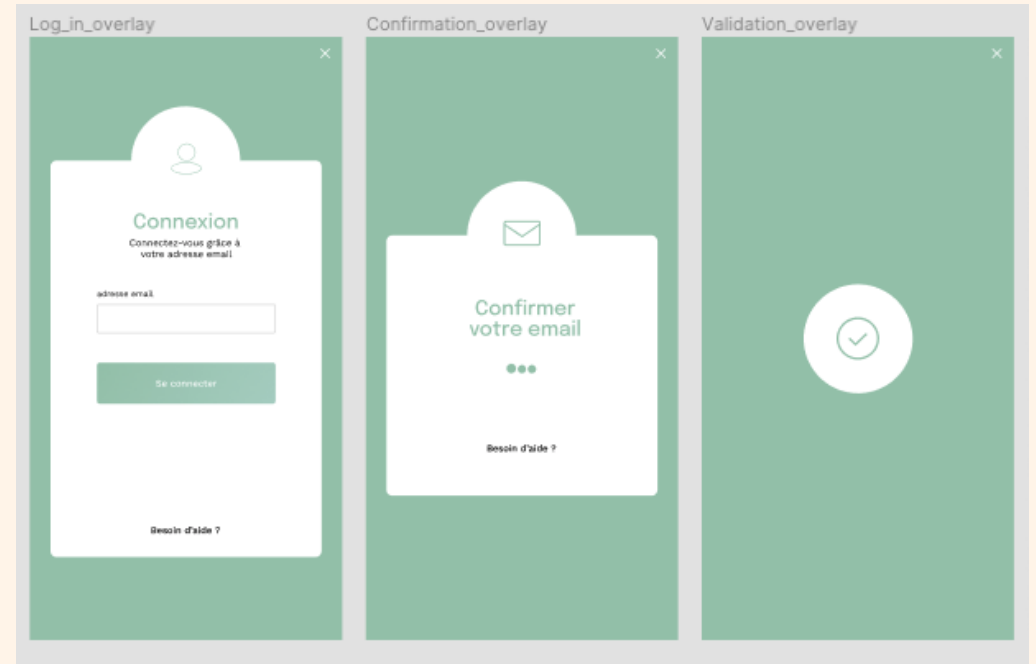 Log_in_overlay
Confirmation_overlay
Validation_overlay
Connexion
Connectez-vous grâce à
votre adresse email
adresse email
Se connecter
Besoin d'aide ?
Confirmer
votre email
Besoin d'aide ?